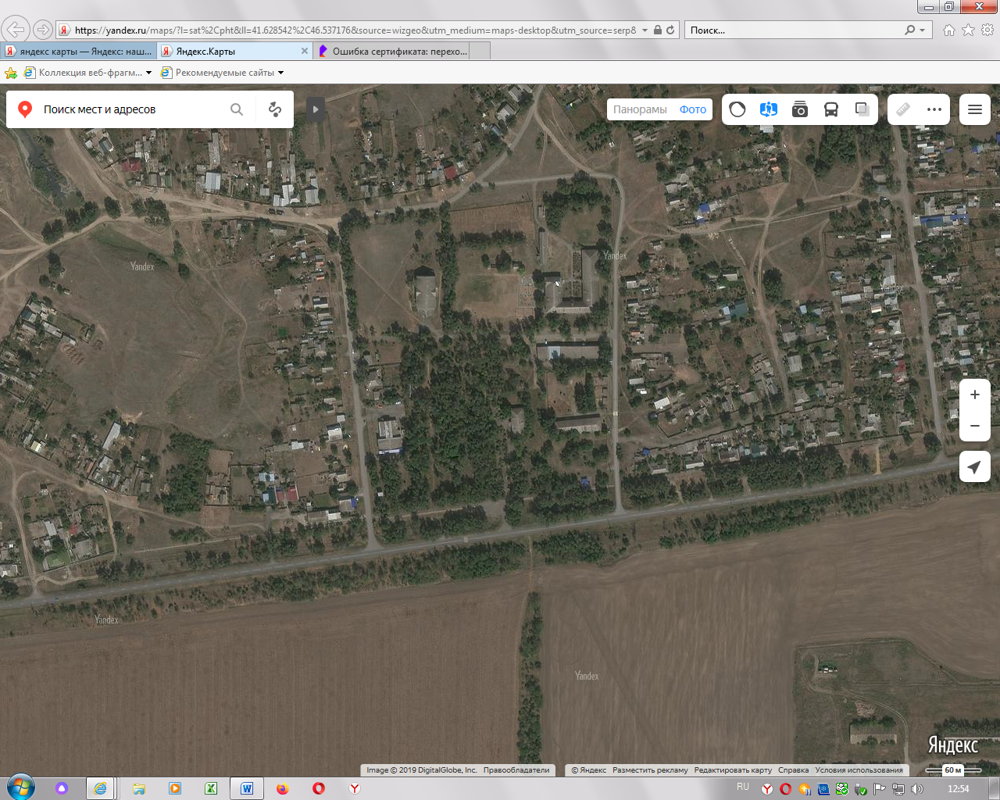 https://yandex.ru/maps/?l=sat%2Cpht&ll=41.628542%2C46.537176&source=wizgeo&utm_medium=maps-desktop&utm_source=serp&
Поиск...
яндекс карты — Яндекс: наш...
Яндекс.Карты
Ошибка сертификата: перехо...
Коллекция веб-фрагм...
Рекомендуемые сайты
Поиск мест и адресов
Панорамы
Фото
Yandex
Yandex
Yandex
Yandex
Yandex
Яндекс
Image © 2019 DigitalGlobe, Inc.
Правообладатели
© Яндекс
Разместить рекламу
Редактировать карту
Справка
Условия использования
60 м
RU
12:54